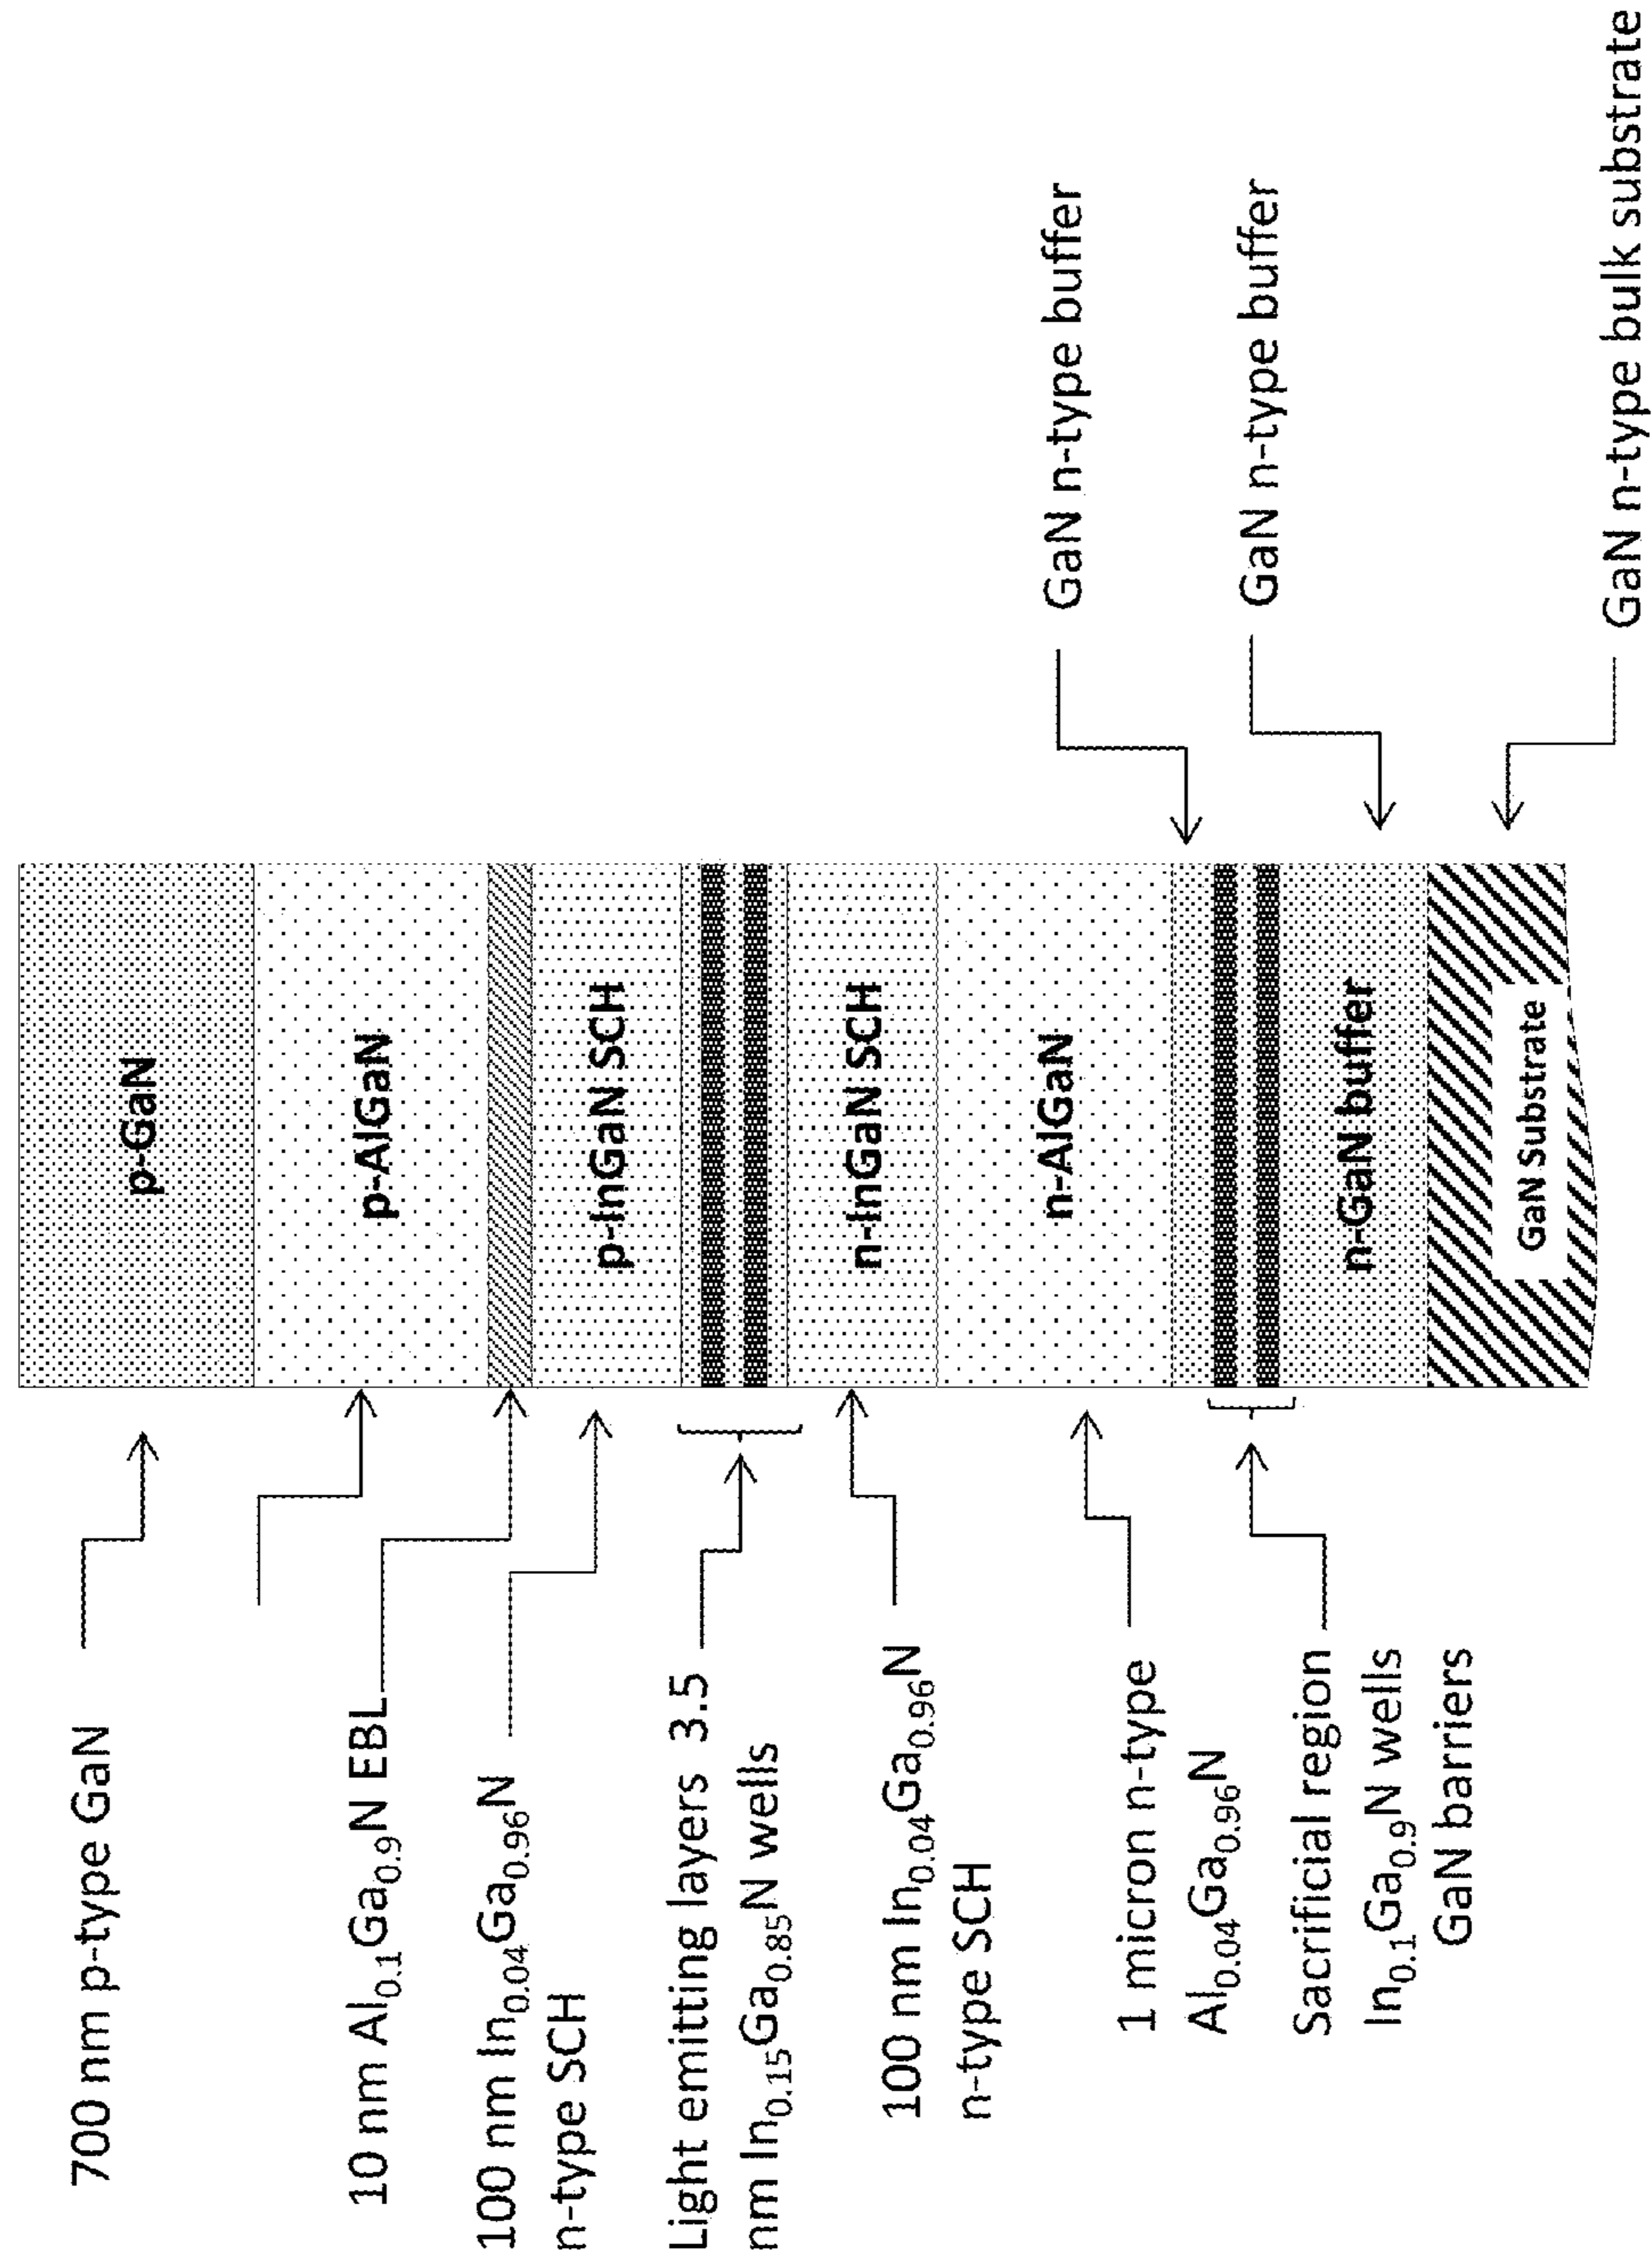 700 nm p-type GaN
10 nm Al0.1Ga0.9N EBL
100 nm In0.04Ga0.96N
n-type SCH
Light emitting layers 3.5
nm In0.15Ga0.85N wells
100 nm In0.04Ga0.96N
n-type SCH
1 micron n-type
Al0.04Ga0.96N
Sacrificial region
In0.1Ga0.9N wells
GaN barriers
p-GaN
p-AlGaN
p-InGaN SCH
n-InGaN SCH
n-AlGaN
n-GaN buffer
GaN Substrate
GaN n-type buffer
GaN n-type buffer
GaN n-type bulk substrate